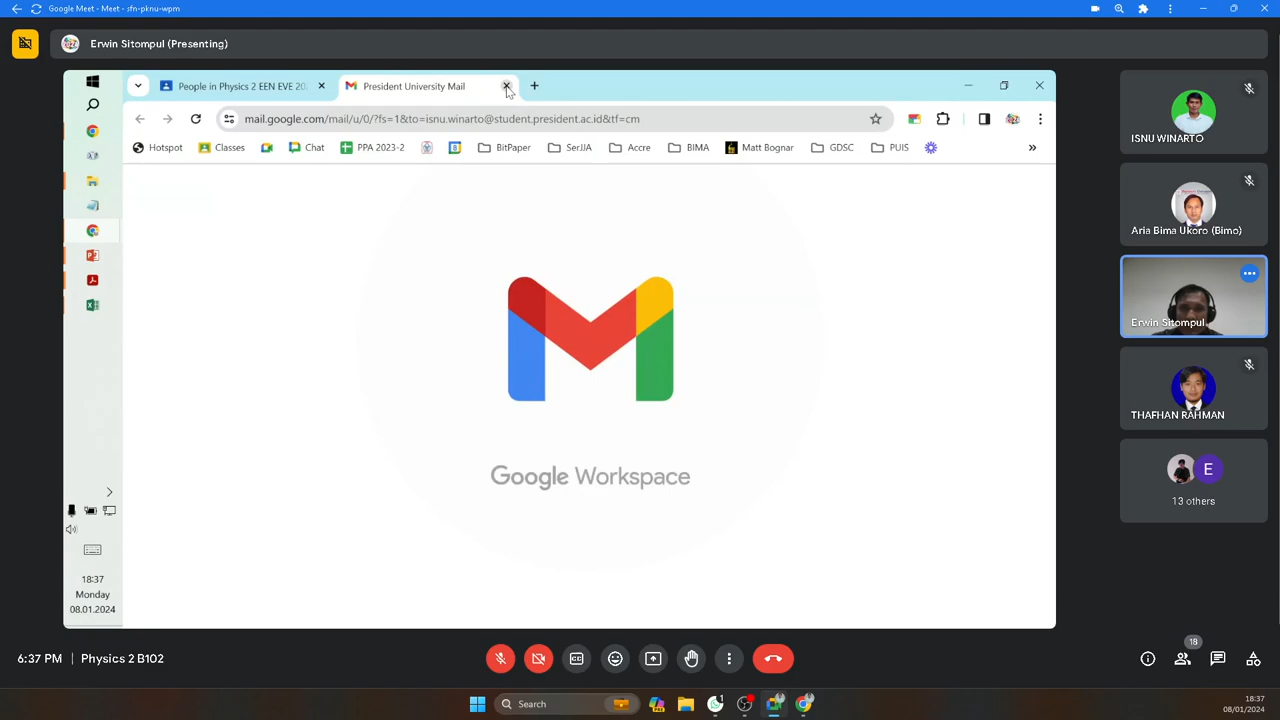 Google Meet - Meet - sfn-pknu-wpm
Erwin Sitompul (Presenting)
People in Physics 2 EEN EVE 20
President University Mail
mail.google.com/mail/u/0/?fs=1&to=isnu.winarto@student.president.ac.id&tf=cm
Hotspot
Classes
Chat
PPA 2023-2
BitPaper
SerJJA
Accre
BIMA
Matt Bognar
GDSC
PUIS
»
Google Workspace
18:37
Monday
08.01.2024
ISNU WINARTO
Aria Bima Ukoro (Bimo)
Erwin Sitompul
THAFHAN RAHMAN
E
13 others
6:37 PM | Physics 2 B102
18
Search
18:37
08/01/2024